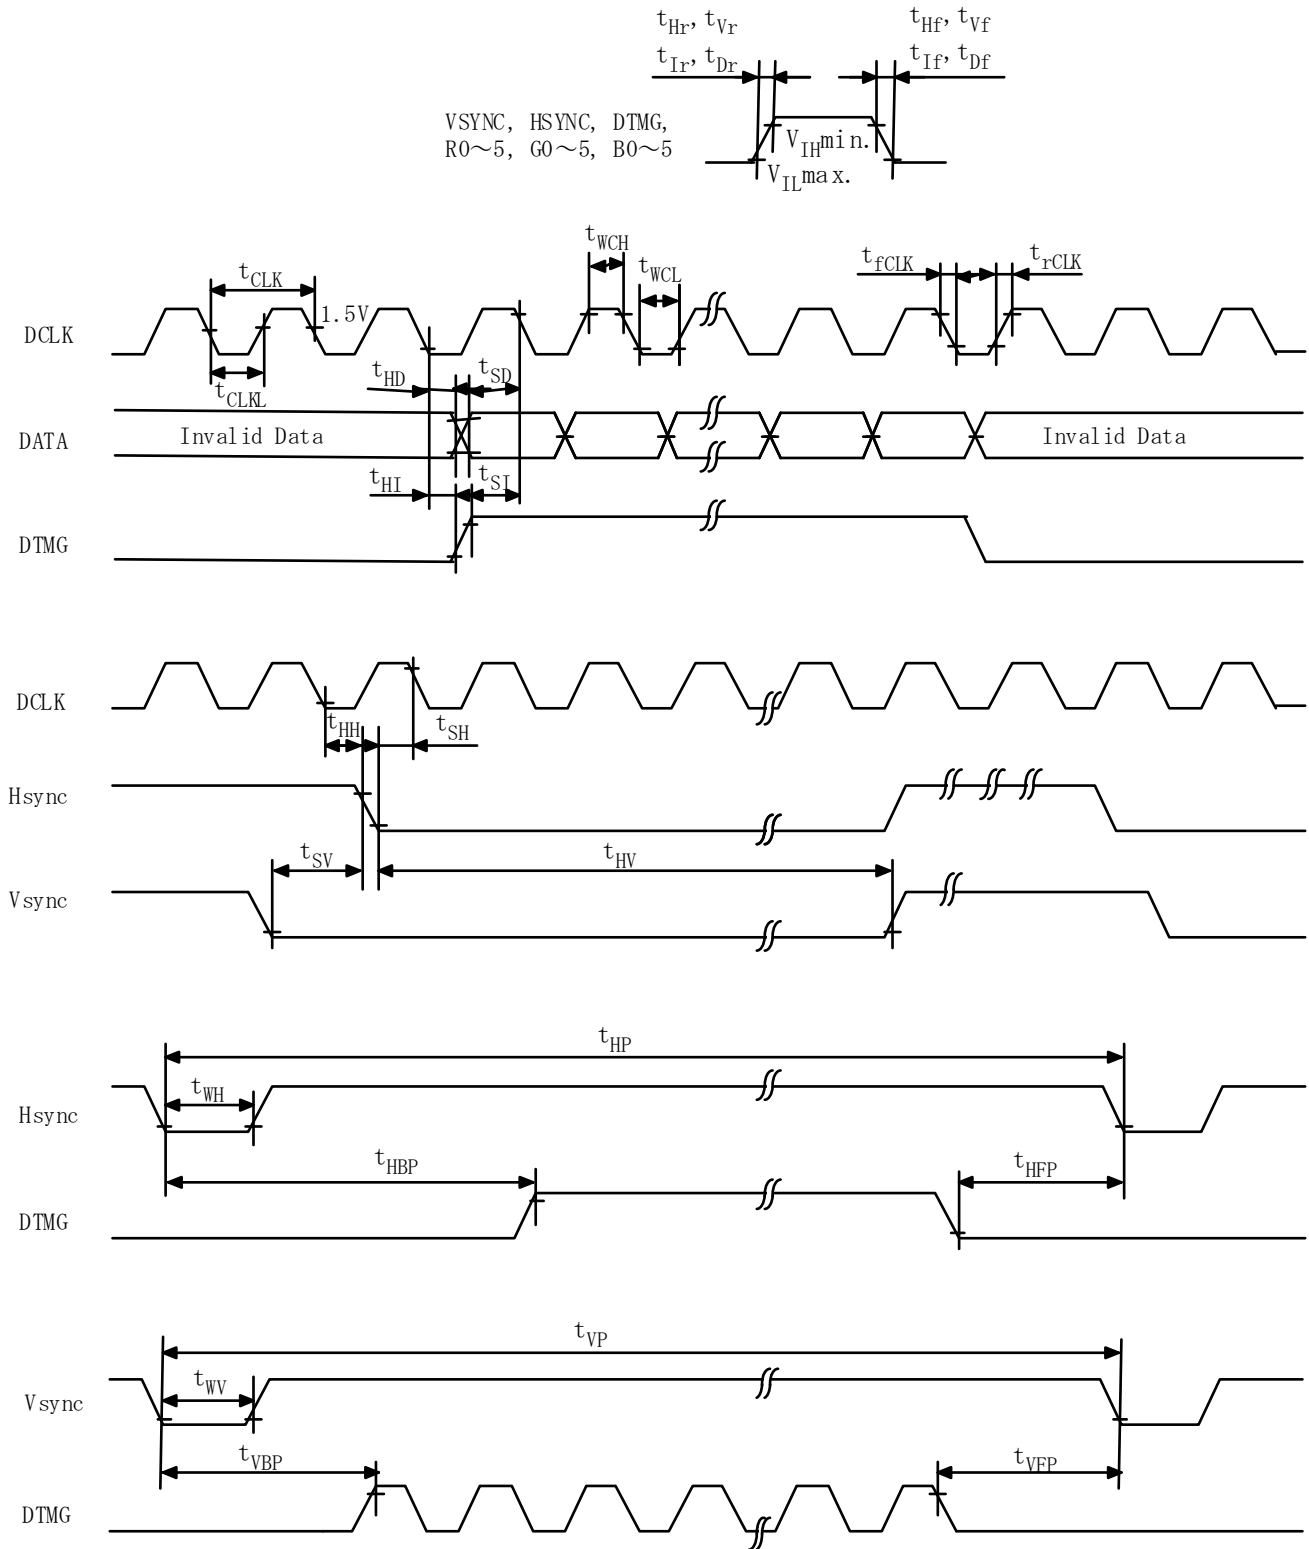 tHr, tVr
tHf, tVf
tIr, tDr
tIf, tDf
VSYNC, HSYNC, DTMG,
R0～5, G0～5, B0～5
VIHmin.
VILmax.
tWCH
tCLK
tWCL
tfCLK
trCLK
1.5V
DCLK
tHD
tSD
tCLKL
DATA
Invalid Data
Invalid Data
tHI
tSI
DTMG
DCLK
tHH
tSH
Hsync
tSV
tHV
Vsync
tHP
tWH
Hsync
tHBP
tHFP
DTMG
tVP
tWV
Vsync
tVBP
tVFP
DTMG